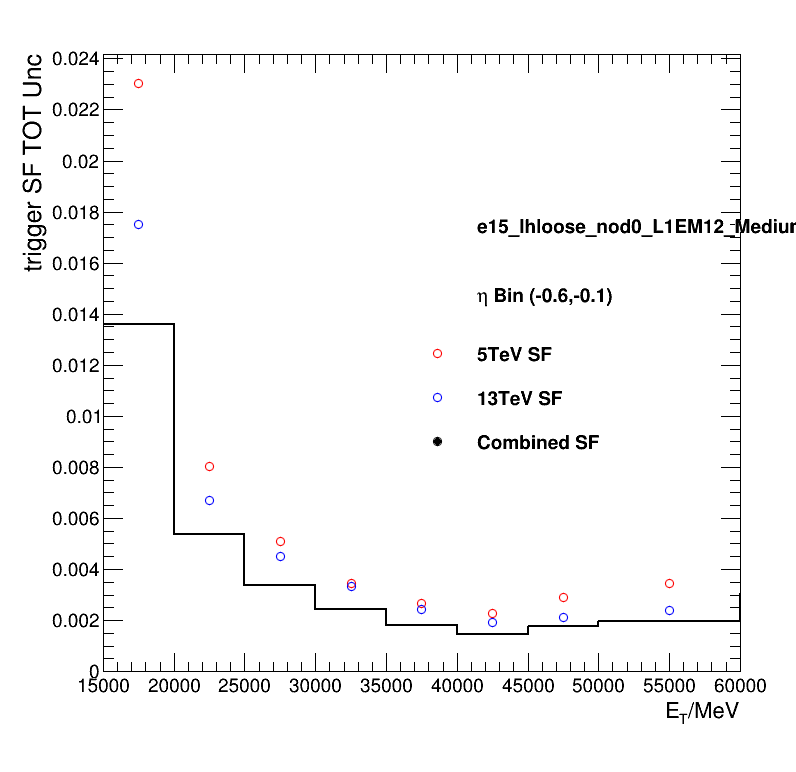 trigger SF TOT Unc
0.024
0.022
0.02
0.018
0.016
0.014
0.012
0.01
0.008
0.006
0.004
0.002
0
e15_lhloose_nod0_L1EM12_Medium
η Bin (-0.6,-0.1)
5TeV SF
13TeV SF
Combined SF
15000 20000 25000 30000 35000 40000 45000 50000 55000 60000
E_T/MeV